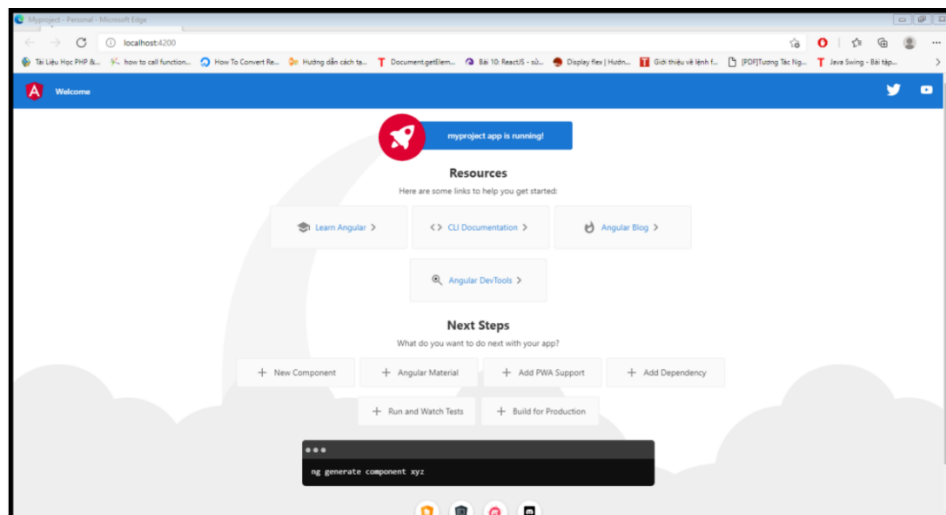 Myproject - Personal - Microsoft Edge
localhost:4200
Tài Liệu Học PHP &... how to call function... How To Convert Re... Hướng dẫn cách tạ... Document.getElem... Bài 10: ReactJS - sử... Display flex | Hướn... Giới thiệu về lệnh f... [PDF]Tương Tác Ng... Java Swing - Bài tập...
Welcome
myproject app is running!
Resources
Here are some links to help you get started:
Learn Angular
CLI Documentation
Angular Blog
Angular DevTools
Next Steps
What do you want to do next with your app?
New Component
Angular Material
Add PWA Support
Add Dependency
Run and Watch Tests
Build for Production
ng generate component xyz